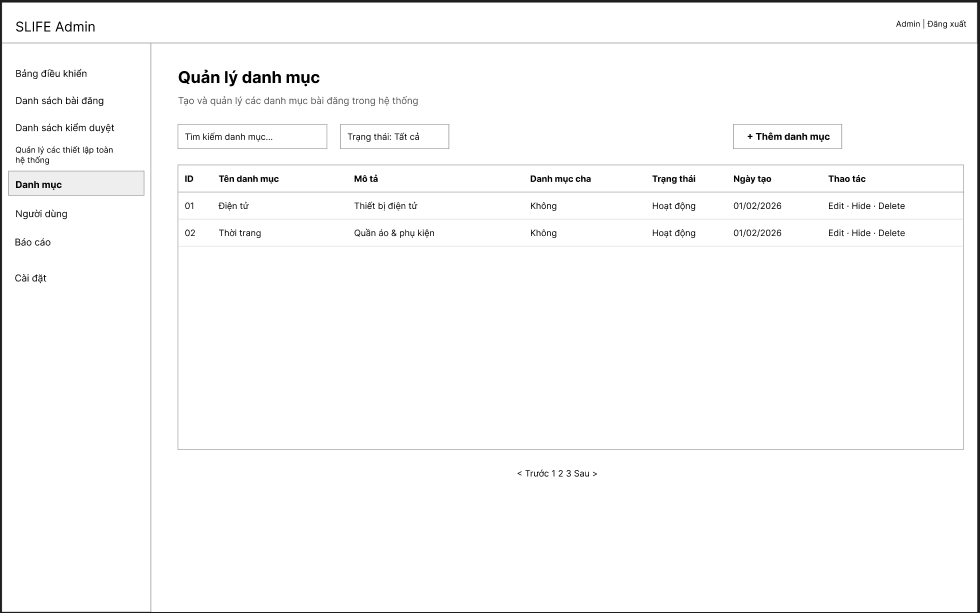 SLIFE Admin
Admin | Đăng xuất
Bảng điều khiển
Danh sách bài đăng
Danh sách kiểm duyệt
Quản lý các thiết lập toàn
hệ thống
Danh mục
Người dùng
Báo cáo
Cài đặt
Quản lý danh mục
Tạo và quản lý các danh mục bài đăng trong hệ thống
Tìm kiếm danh mục...
Trạng thái: Tất cả
+ Thêm danh mục
ID Tên danh mục Mô tả Danh mục cha Trạng thái Ngày tạo Thao tác
01 Điện tử Thiết bị điện tử Không Hoạt động 01/02/2026 Edit · Hide · Delete
02 Thời trang Quần áo & phụ kiện Không Hoạt động 01/02/2026 Edit · Hide · Delete
< Trước 1 2 3 Sau >